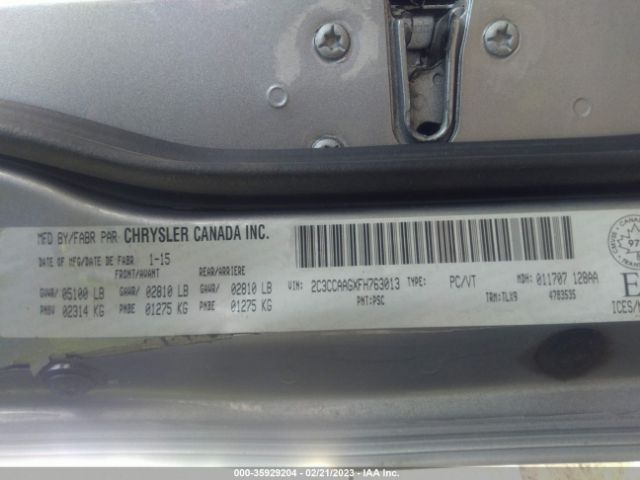 MFD BY/FABR PAR CHRYSLER CANADA INC.
DATE OF MFG/DATE DE FABR 1-15
FRONT/AVANT REAR/ARRIERE
GVWR/05100 LB GAWR/ 02810 LB GAWR/ 02810 LB
PNBV 02314 KG PNBE 01275 KG PNBE 01275 KG
VIN: 2C3CCAAGXFH763013 TYPE: PC/VT MDH: 011707 128AA
PNT:PSC TRM:TLX9 4783535
CANADA
97
ICES/
000-35929204 - 02/21/2023 - IAA Inc.